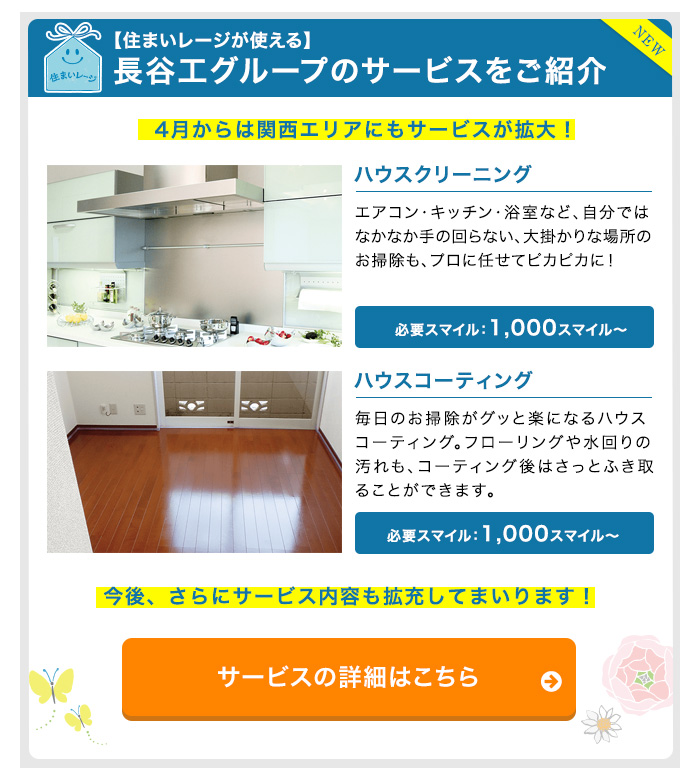 住まいレージ
【住まいレージが使える】
長谷工グループのサービスをご紹介
NEW
4月からは関西エリアにもサービスが拡大！
ハウスクリーニング
エアコン・キッチン・浴室など、自分では
なかなか手の回らない、大掛かりな場所の
お掃除も、プロに任せてピカピカに！
必要スマイル：1,000スマイル〜
ハウスコーティング
毎日のお掃除がグッと楽になるハウス
コーティング。フローリングや水回りの
汚れも、コーティング後はさっとふき取
ることができます。
必要スマイル：1,000スマイル〜
今後、さらにサービス内容も拡充してまいります！
サービスの詳細はこちら